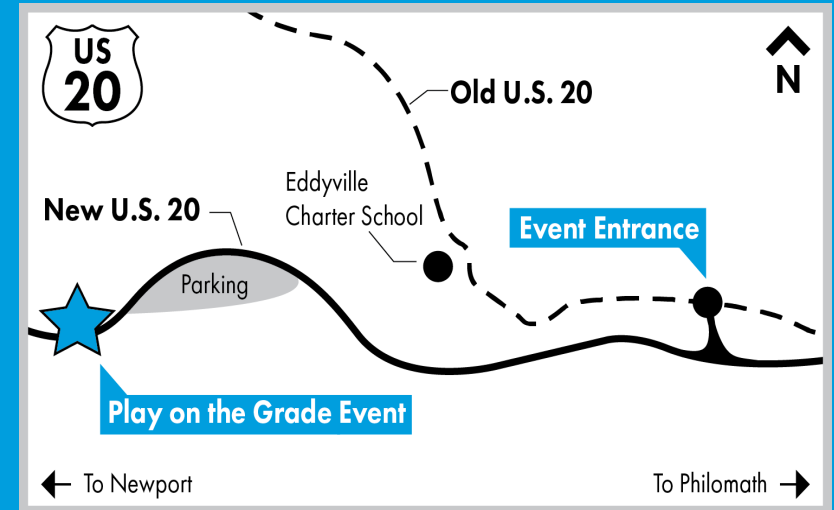 US
20
N
Old U.S. 20
Eddyville
Charter School
New U.S. 20
Event Entrance
Parking
Play on the Grade Event
To Newport
To Philomath